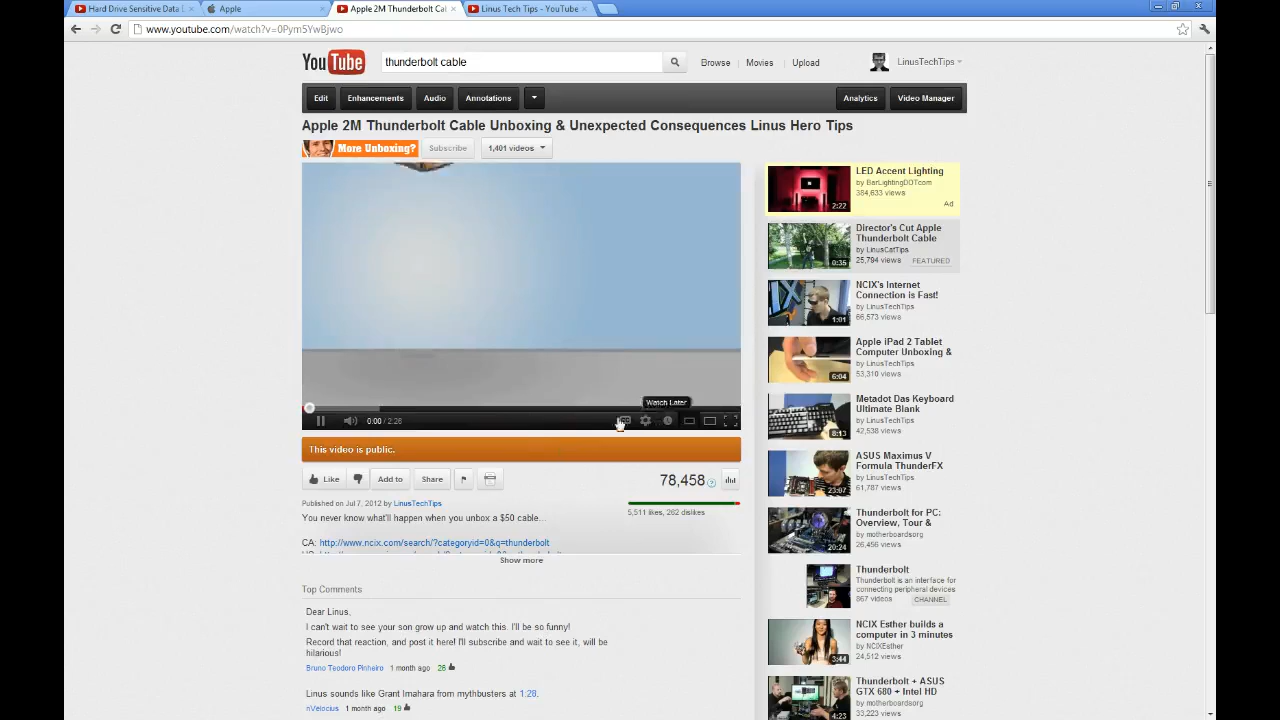 Hard Drive Sensitive Data D
Apple
Apple 2M Thunderbolt Ca
Linus Tech Tips - YouTube
www.youtube.com/watch?v=0Pym5YwBjwo
YouTube
thunderbolt cable
Browse
Movies
Upload
LinusTechTips
Edit
Enhancements
Audio
Annotations
Analytics
Video Manager
Apple 2M Thunderbolt Cable Unboxing & Unexpected Consequences Linus Hero Tips
More Unboxing?
Subscribe
1,401 videos
Watch Later
0:00 / 2:26
This video is public.
Like
Add to
Share
78,458
Published on Jul 7, 2012 by LinusTechTips
5,511 likes, 262 dislikes
You never know what'll happen when you unbox a $50 cable...
CA: http://www.ncix.com/search/?categoryid=0&q=thunderbolt
Show more
Top Comments
Dear Linus,
I can't wait to see your son grow up and watch this. I'll be so funny!
Record that reaction, and post it here! I'll subscribe and wait to see it, will be
hilarious!
Bruno Teodoro Pinheiro 1 month ago 26
Linus sounds like Grant Imahara from mythbusters at 1:28.
nVelocius 1 month ago 19
2:22
LED Accent Lighting
by BarLightingDOTcom
384,633 views
Ad
0:35
Director's Cut Apple
Thunderbolt Cable
by LinusCatTips
25,794 views
FEATURED
1:01
NCIX's Internet
Connection is Fast!
by LinusTechTips
66,573 views
6:04
Apple iPad 2 Tablet
Computer Unboxing &
by LinusTechTips
53,310 views
8:13
Metadot Das Keyboard
Ultimate Blank
by LinusTechTips
42,538 views
23:07
ASUS Maximus V
Formula ThunderFX
by LinusTechTips
61,787 views
20:24
Thunderbolt for PC:
Overview, Tour &
by motherboardsorg
26,456 views
Thunderbolt
Thunderbolt is an interface for
connecting peripheral devices
867 videos
CHANNEL
3:44
NCIX Esther builds a
computer in 3 minutes
by NCIXEsther
24,512 views
4:23
Thunderbolt + ASUS
GTX 680 + Intel HD
by motherboardsorg
33,223 views